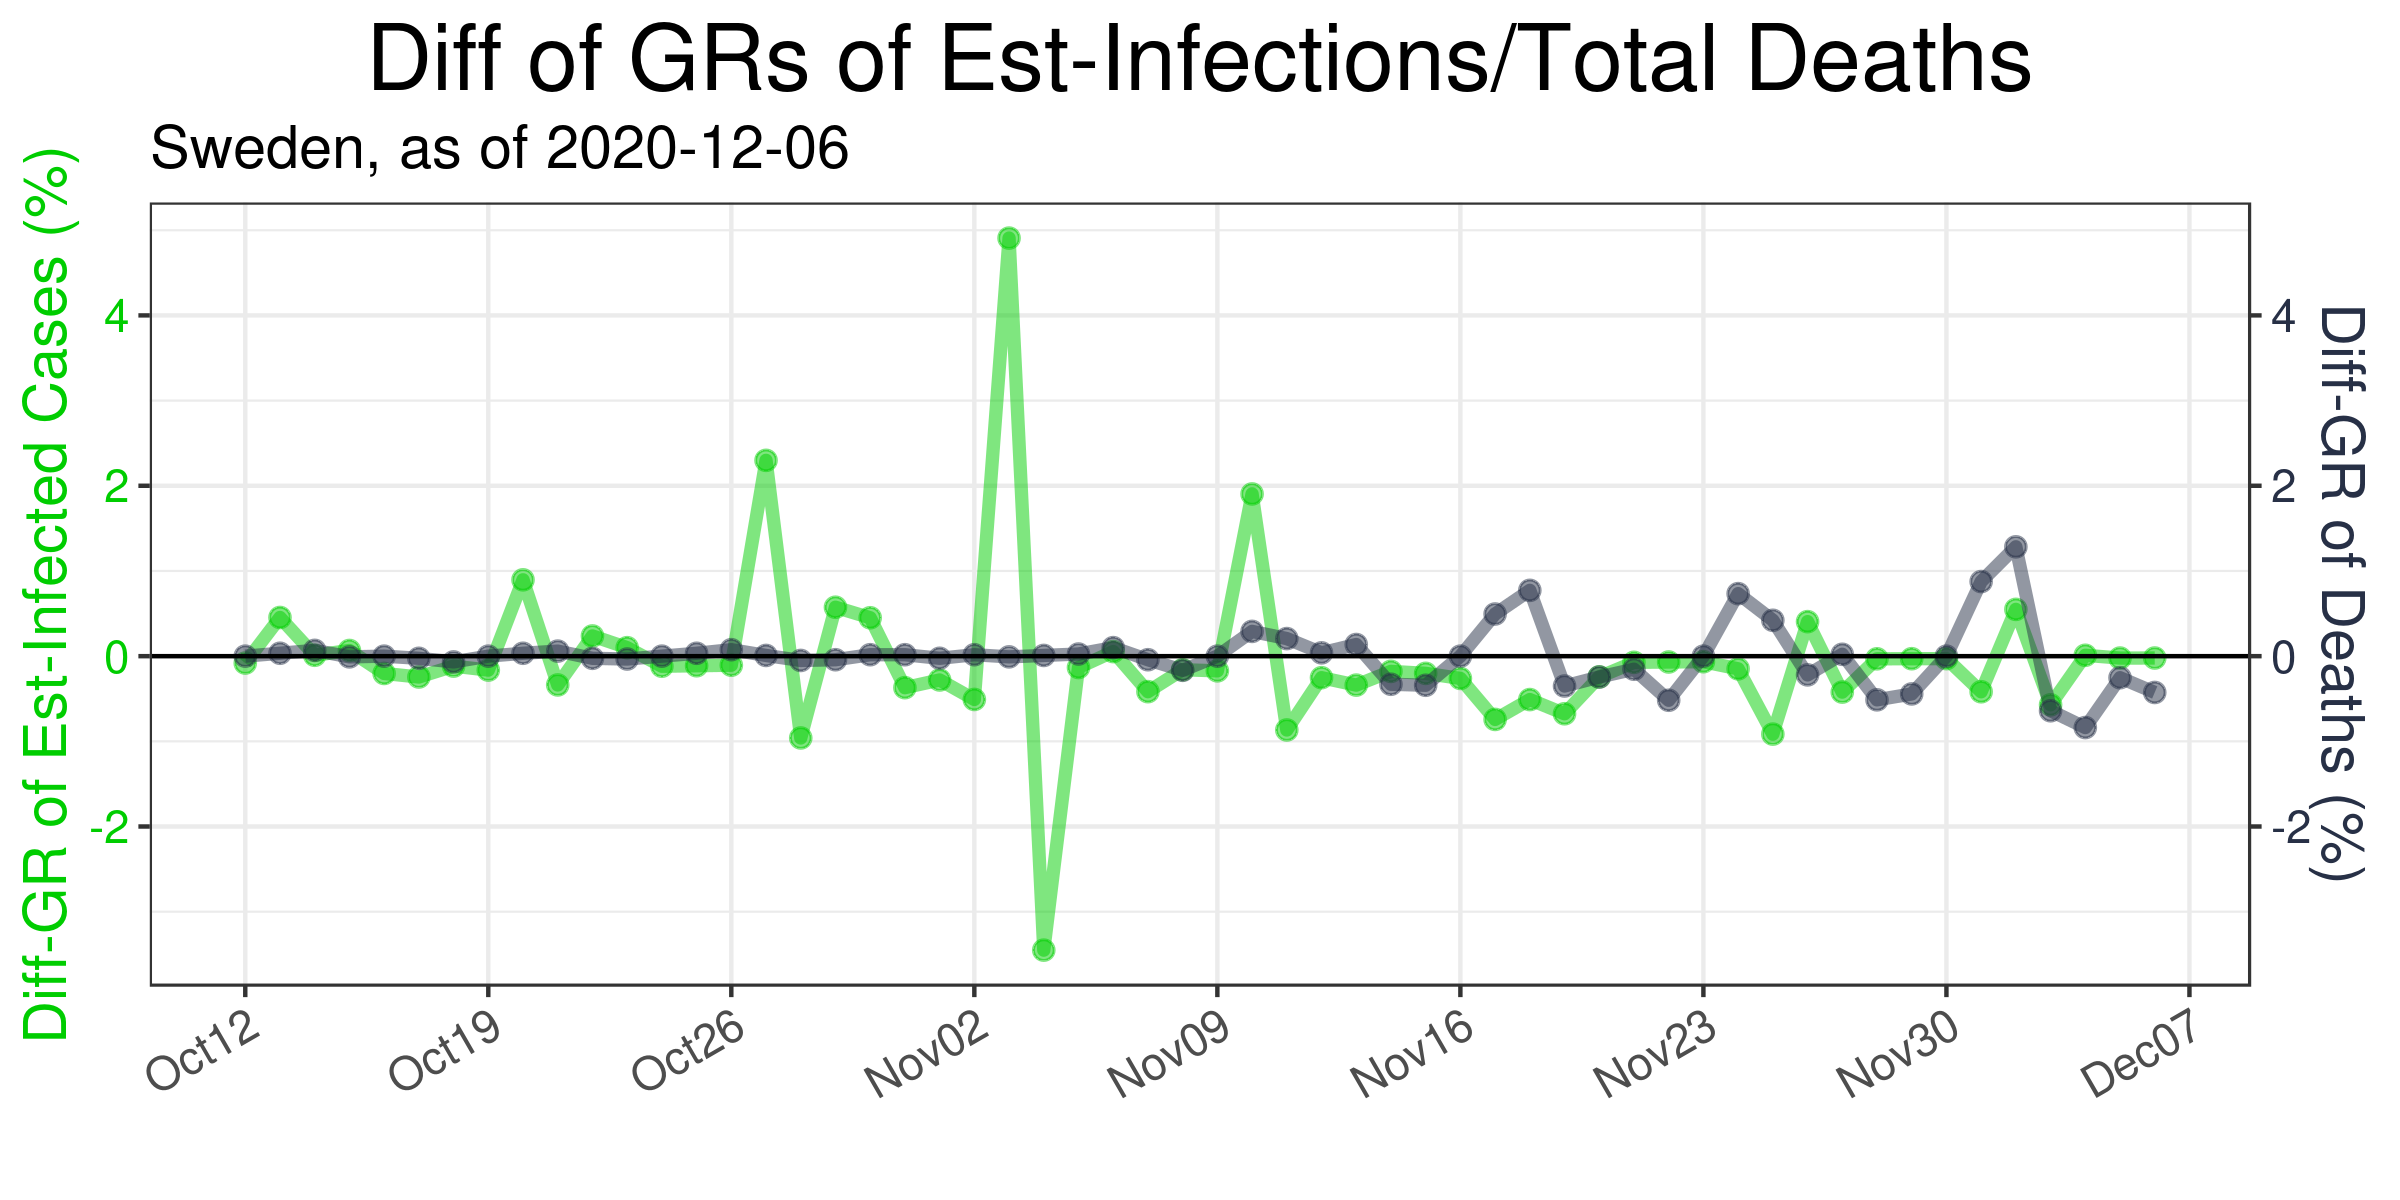 Diff of GRs of Est-Infections/Total Deaths
Sweden, as of 2020-12-06
Diff-GR of Est-Infected Cases (%)
4
2
0
-2
4
2
0
-2
Diff-GR of Deaths (%)
Oct12
Oct19
Oct26
Nov02
Nov09
Nov16
Nov23
Nov30
Dec07